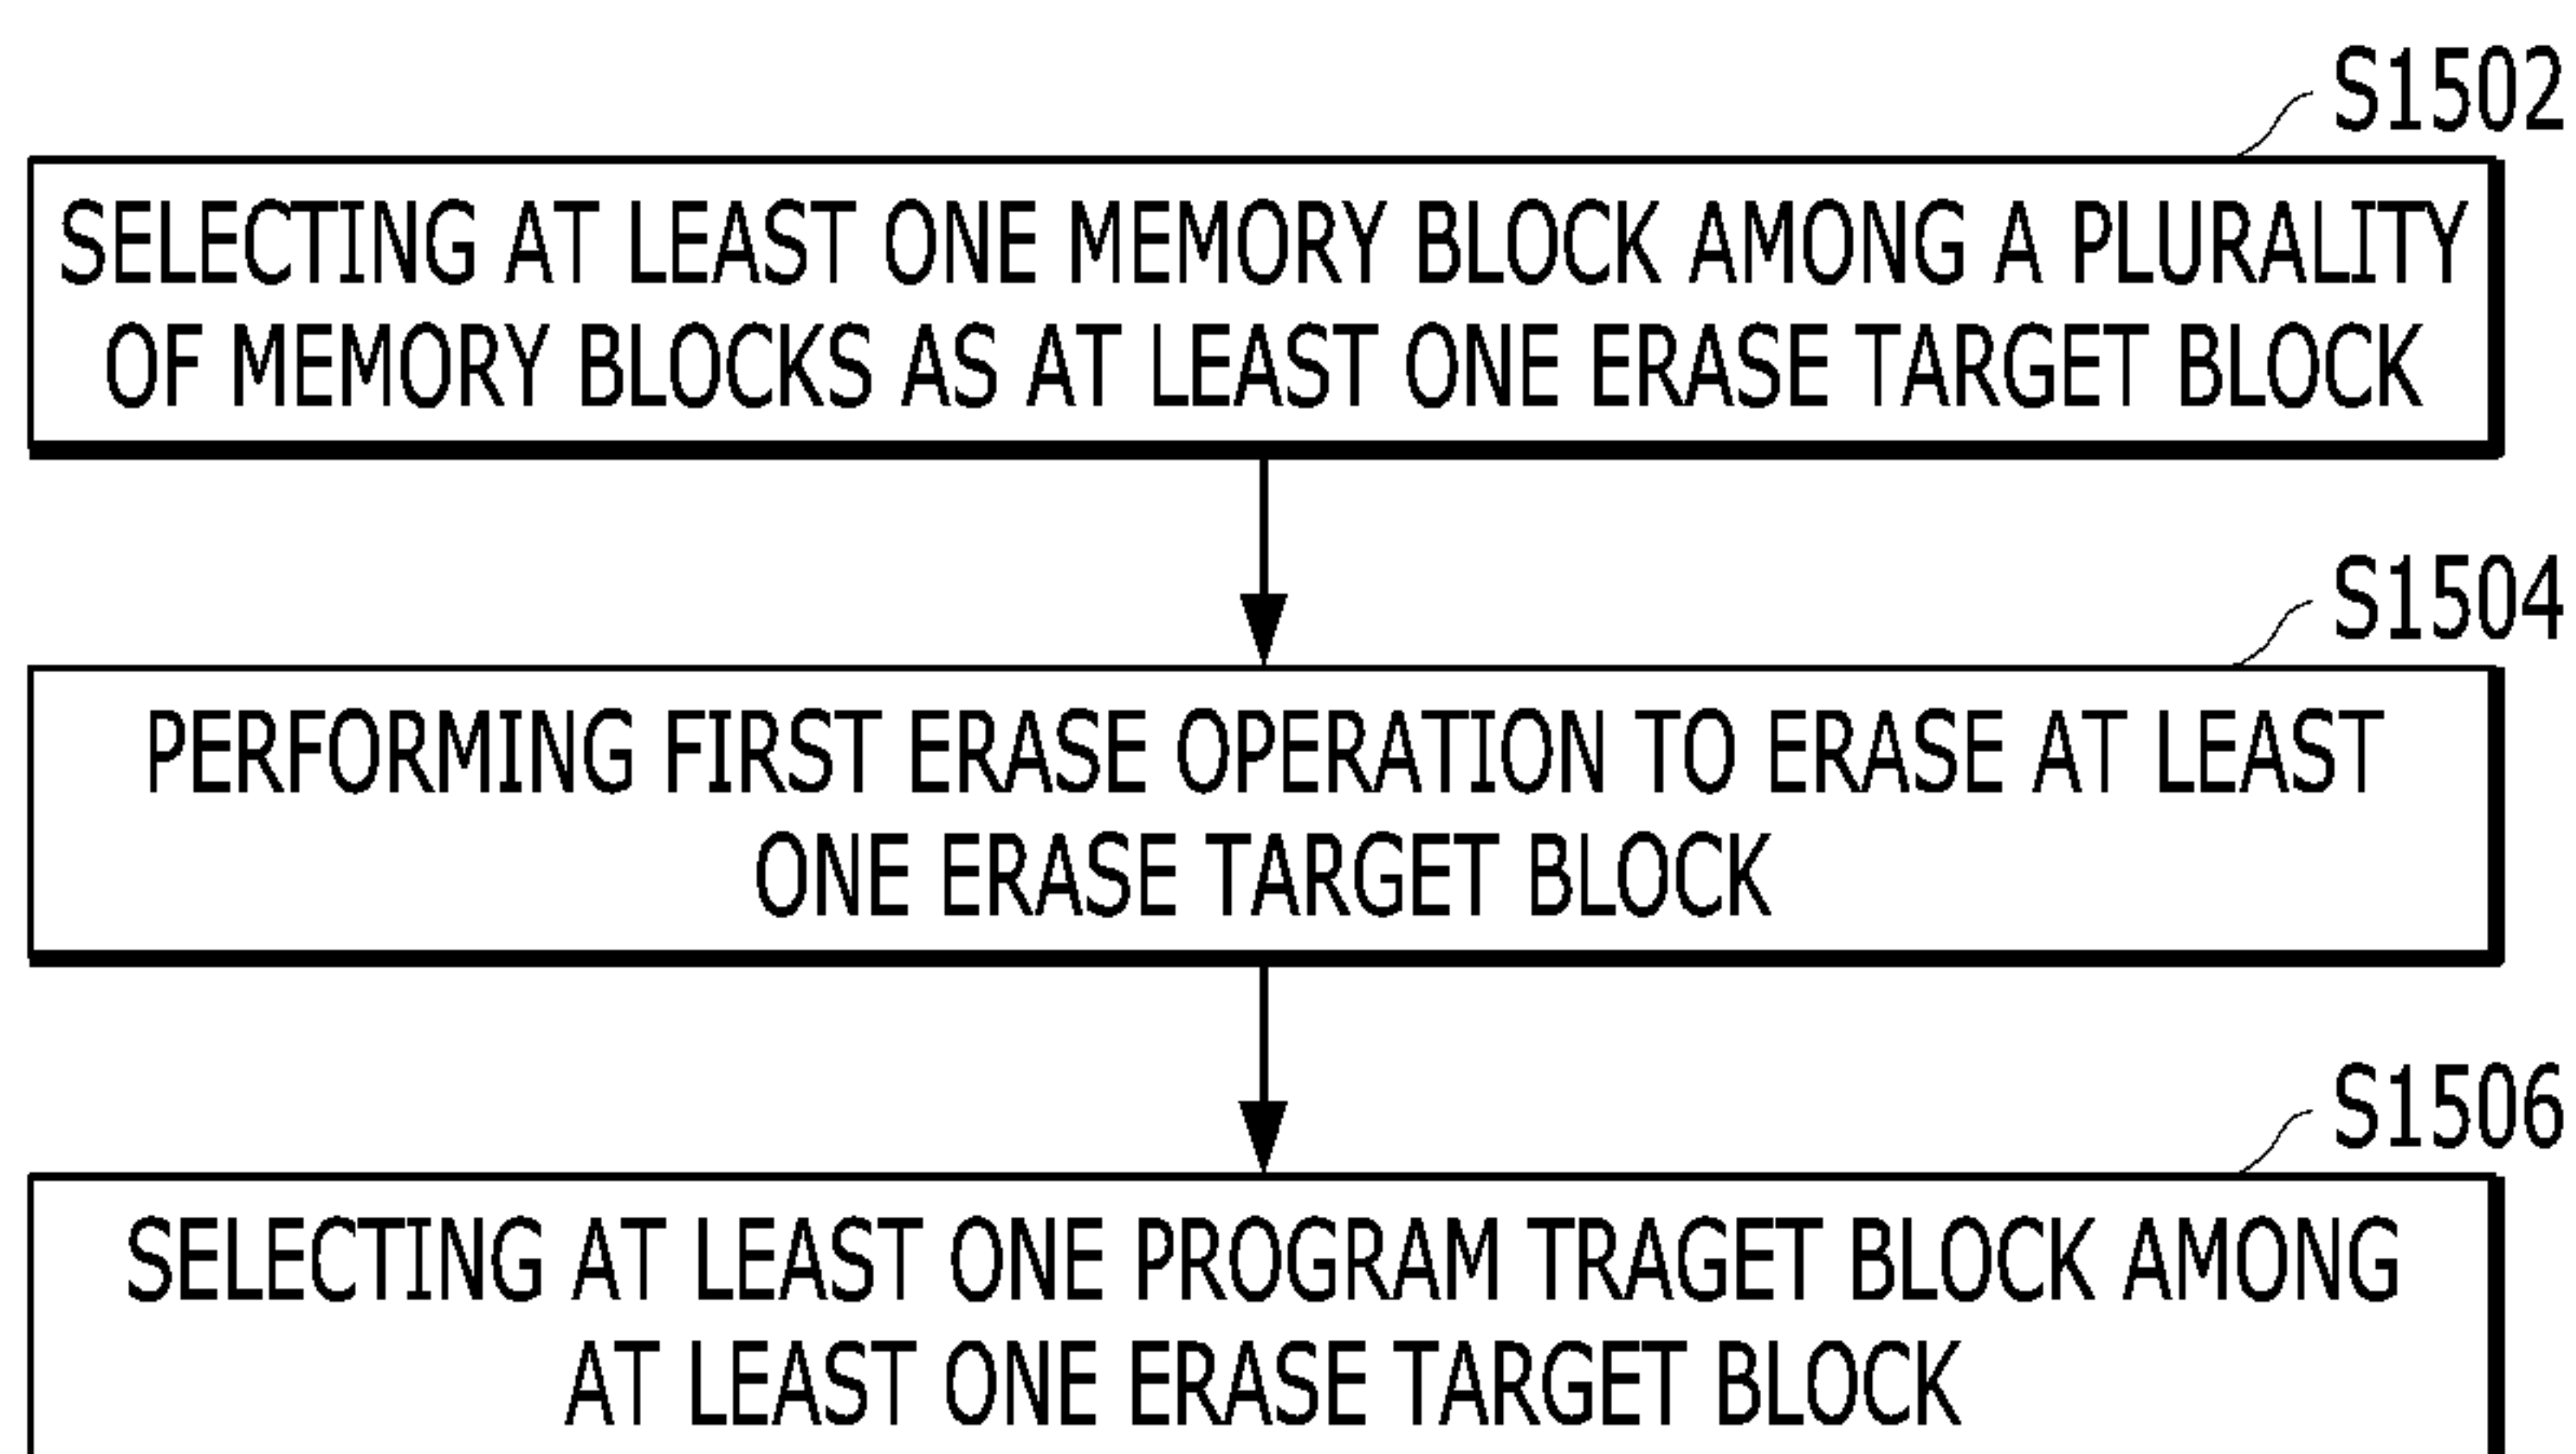 S1502
SELECTING AT LEAST ONE MEMORY BLOCK AMONG A PLURALITY
OF MEMORY BLOCKS AS AT LEAST ONE ERASE TARGET BLOCK
S1504
PERFORMING FIRST ERASE OPERATION TO ERASE AT LEAST
ONE ERASE TARGET BLOCK
S1506
SELECTING AT LEAST ONE PROGRAM TRAGET BLOCK AMONG
AT LEAST ONE ERASE TARGET BLOCK